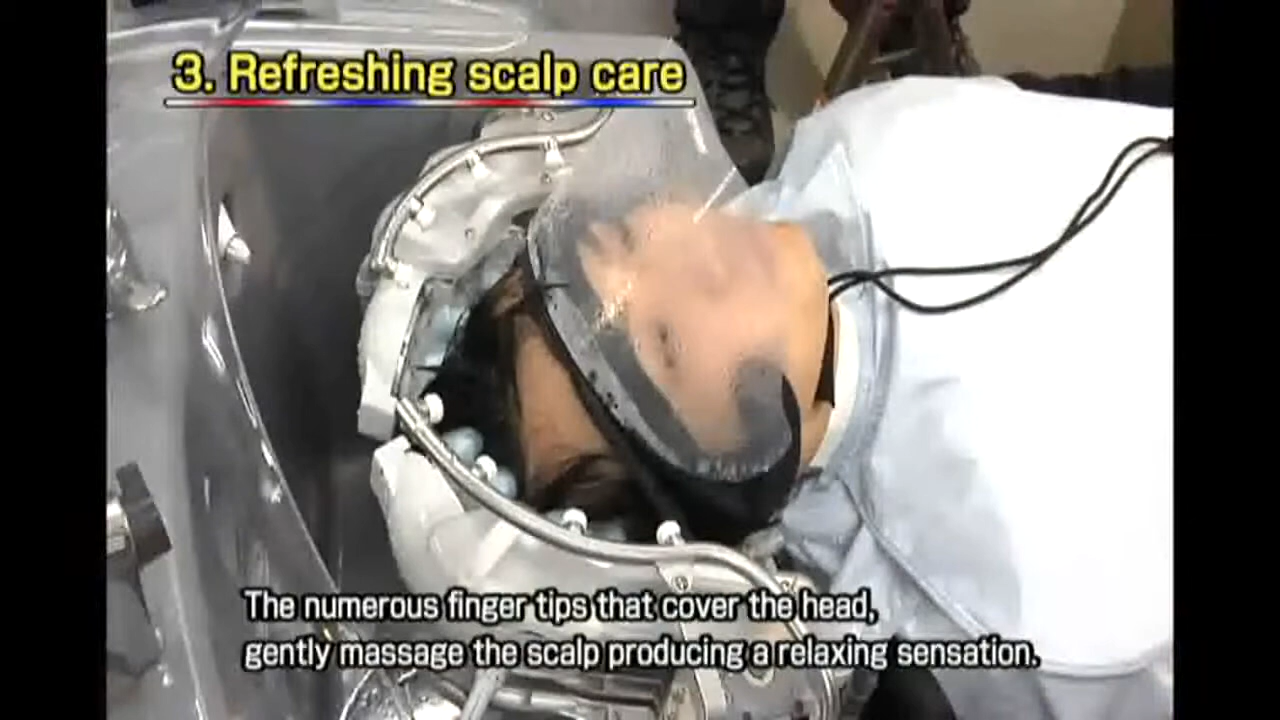 3. Refreshing scalp care
The numerous finger tips that cover the head,
gently massage the scalp producing a relaxing sensation.